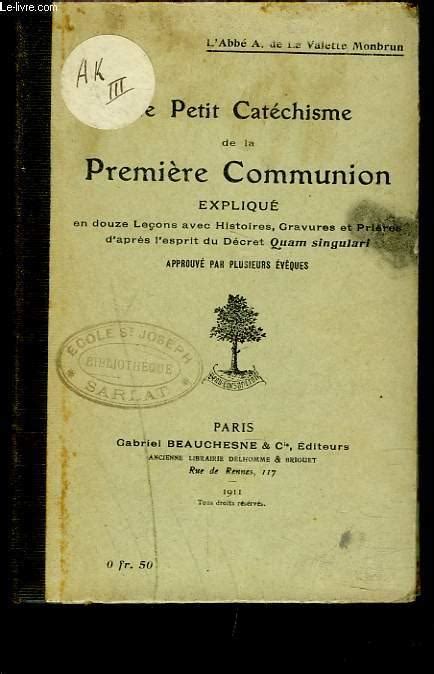 Le-livre.com
L'Abbé A. de La Valette Monbrun
AK
III
Petit Catéchisme
de la
Première Communion
EXPLIQUÉ
en douze Leçons avec Histoires, Gravures et Prières
d'après l'esprit du Décret Quam singulari
APPROUVÉ PAR PLUSIEURS ÉVÊQUES
ÉCOLE ST JOSEPH
BIBLIOTHEQUE
SARLAT
PARIS
Gabriel BEAUCHESNE & Cie, Éditeurs
ANCIENNE LIBRAIRIE DELHOMME & BRIGUET
Rue de Rennes, 117
1911
Tous droits réservés.
0 fr. 50